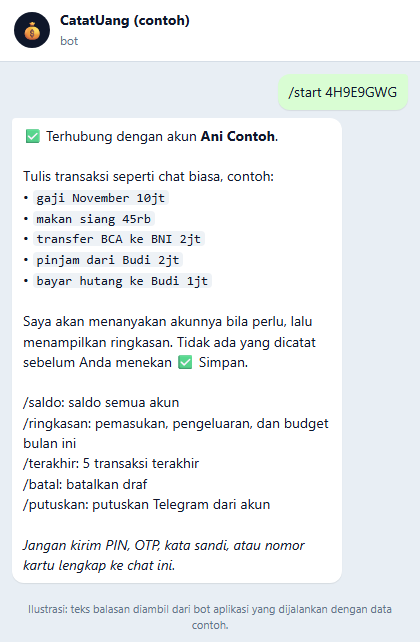 CatatUang (contoh)
bot
/start 4H9E9GWG
✅ Terhubung dengan akun Ani Contoh.
Tulis transaksi seperti chat biasa, contoh:
• gaji November 10jt
• makan siang 45rb
• transfer BCA ke BNI 2jt
• pinjam dari Budi 2jt
• bayar hutang ke Budi 1jt
Saya akan menanyakan akunnya bila perlu, lalu
menampilkan ringkasan. Tidak ada yang dicatat
sebelum Anda menekan ✅ Simpan.
/saldo: saldo semua akun
/ringkasan: pemasukan, pengeluaran, dan budget
bulan ini
/terakhir: 5 transaksi terakhir
/batal: batalkan draf
/putuskan: putuskan Telegram dari akun
Jangan kirim PIN, OTP, kata sandi, atau nomor
kartu lengkap ke chat ini.
Ilustrasi: teks balasan diambil dari bot aplikasi yang dijalankan dengan data
contoh.